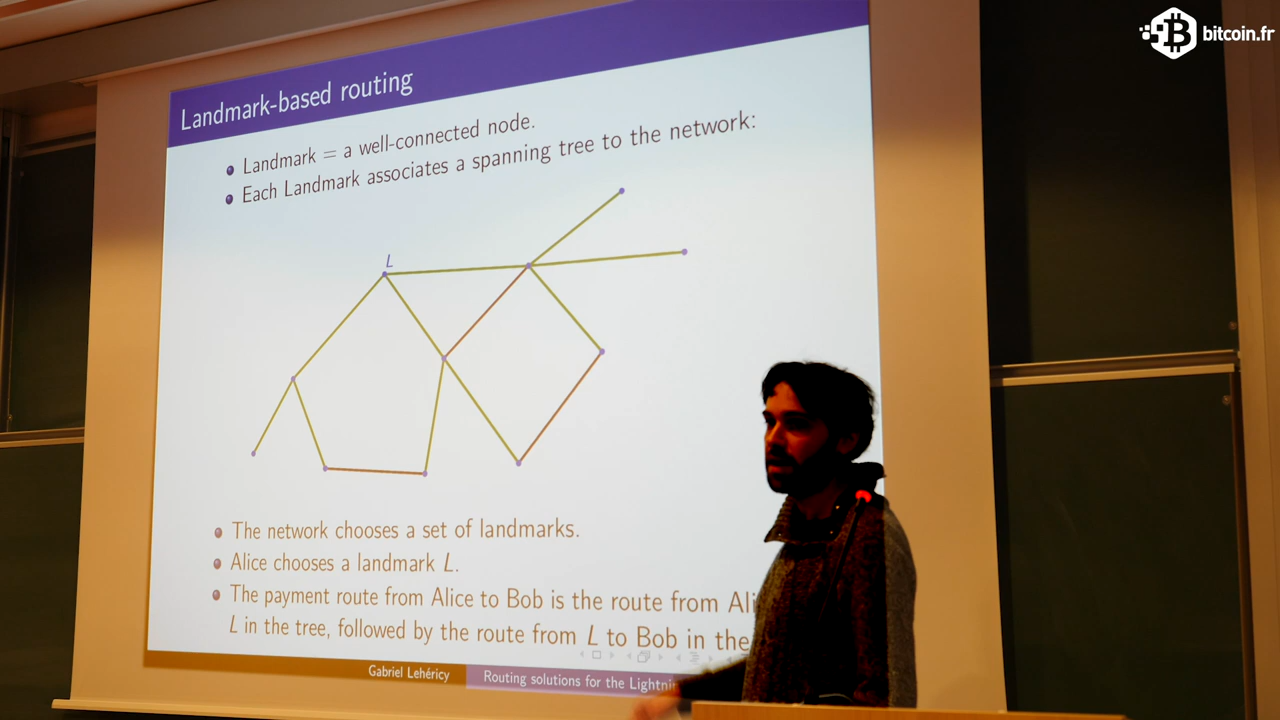 bitcoin.fr
Landmark-based routing
Landmark = a well-connected node.
Each Landmark associates a spanning tree to the network:
L
The network chooses a set of landmarks.
Alice chooses a landmark L.
The payment route from Alice to Bob is the route from
L in the tree, followed by the route from L to Bob in the
Gabriel Lehéricy
Routing solutions for the